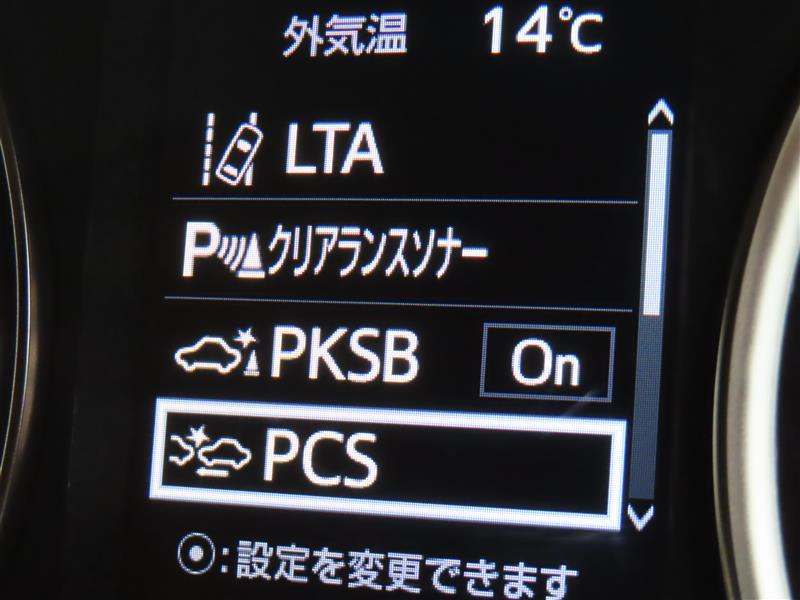 外気温 14℃
LTA
P クリアランスソナー
PKSB On
PCS
:設定を変更できます